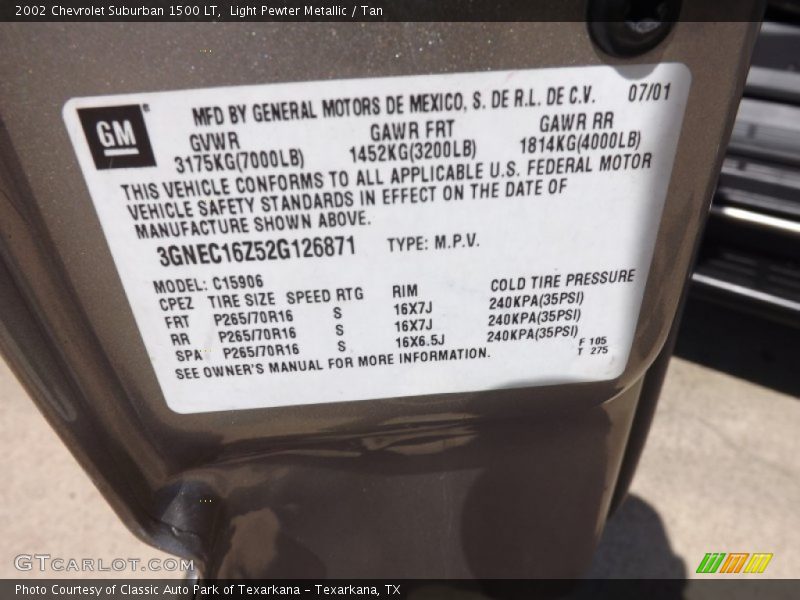 2002 Chevrolet Suburban 1500 LT,  Light Pewter Metallic / Tan
GM
MFD BY GENERAL MOTORS DE MEXICO, S. DE R.L. DE C.V. 07/01
GVWR GAWR FRT GAWR RR
3175KG(7000LB) 1452KG(3200LB) 1814KG(4000LB)
THIS VEHICLE CONFORMS TO ALL APPLICABLE U.S. FEDERAL MOTOR
VEHICLE SAFETY STANDARDS IN EFFECT ON THE DATE OF
MANUFACTURE SHOWN ABOVE.
3GNEC16Z52G126871 TYPE: M.P.V.
MODEL: C15906
CPEZ TIRE SIZE SPEED RTG RIM COLD TIRE PRESSURE
FRT P265/70R16 S 16X7J 240KPA(35PSI)
RR P265/70R16 S 16X7J 240KPA(35PSI)
SPA P265/70R16 S 16X6.5J 240KPA(35PSI)
SEE OWNER'S MANUAL FOR MORE INFORMATION.
F 105
T 275
GTCarLot.com
Photo Courtesy of Classic Auto Park of Texarkana – Texarkana, TX